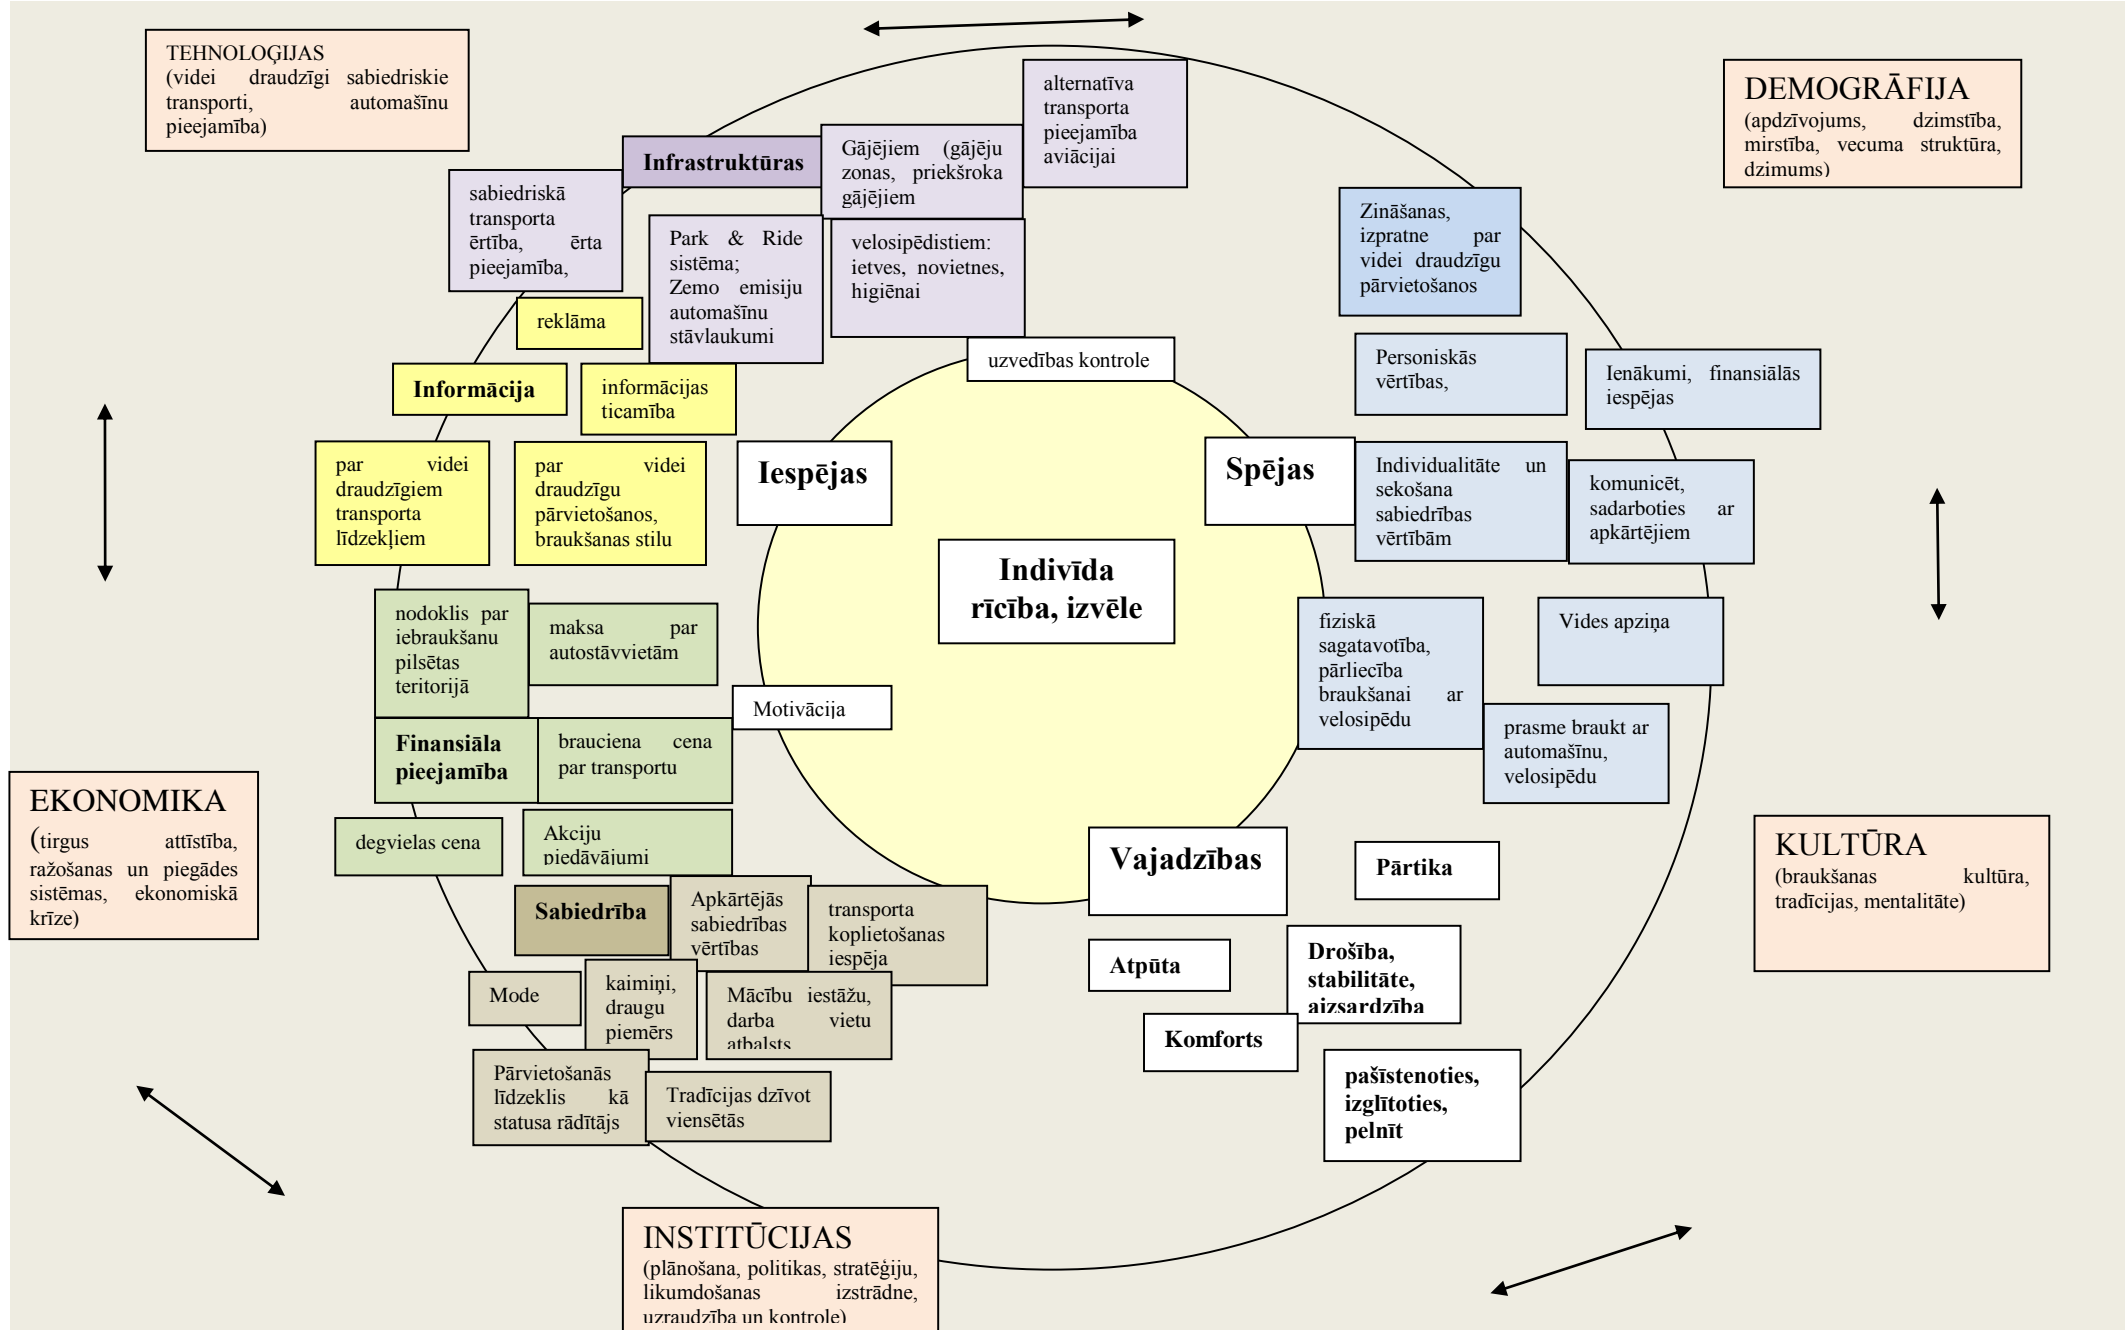 TEHNOLOĢIJAS
(videi draudzīgi sabiedriskie
transporti, automašīnu
pieejamība)
alternatīva
transporta
pieejamība
aviācijai
DEMOGRĀFIJA
(apdzīvojums, dzimstība,
mirstība, vecuma struktūra,
dzimums)
Infrastruktūras
Gājējiem (gājēju
zonas, priekšroka
gājējiem
sabiedriskā
transporta
ērtība, ērta
pieejamība,
Park & Ride
sistēma;
Zemo emisiju
automašīnu
stāvlaukumi
velosipēdistiem:
ietves, novietnes,
higiēnai
Zināšanas,
izpratne par
videi draudzīgu
pārvietošanos
reklāma
uzvedības kontrole
Personiskās
vērtības,
Ienākumi, finansiālās
iespējas
Informācija
informācijas
ticamība
par videi
draudzīgiem
transporta
līdzekļiem
par videi
draudzīgu
pārvietošanos,
braukšanas stilu
Iespējas
Spējas
Individualitāte un
sekošana
sabiedrības
vērtībām
komunicēt,
sadarboties ar
apkārtējiem
Indivīda
rīcība, izvēle
nodoklis par
iebraukšanu
pilsētas
teritorijā
maksa par
autostāvvietām
fiziskā
sagatavotība,
pārliecība
braukšanai ar
velosipēdu
Vides apziņa
Motivācija
prasme braukt ar
automašīnu,
velosipēdu
Finansiāla
pieejamība
brauciena cena
par transportu
EKONOMIKA
(tirgus attīstība,
ražošanas un piegādes
sistēmas, ekonomiskā
krīze)
degvielas cena
Akciju
piedāvājumi
Vajadzības
Pārtika
KULTŪRA
(braukšanas kultūra,
tradīcijas, mentalitāte)
Sabiedrība
Apkārtējās
sabiedrības
vērtības
transporta
koplietošanas
iespēja
Atpūta
Drošība,
stabilitāte,
aizsardzība
Mode
kaimiņi,
draugu
piemērs
Mācību iestāžu,
darba vietu
atbalsts
Komforts
Pārvietošanās
līdzeklis kā
statusa rādītājs
Tradīcijas dzīvot
viensētās
pašīstenoties,
izglītoties,
pelnīt
INSTITŪCIJAS
(plānošana, politikas, stratēģiju,
likumdošanas izstrādne,
uzraudzība un kontrole)